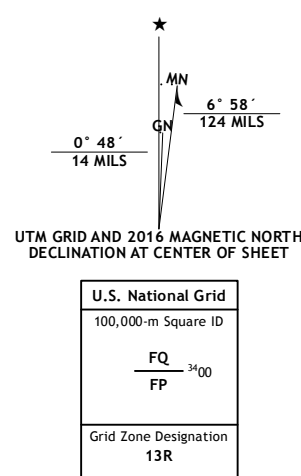 ★
MN
6° 58´
124 MILS
GN
0° 48´
14 MILS
UTM GRID AND 2016 MAGNETIC NORTH
DECLINATION AT CENTER OF SHEET
U.S. National Grid
100,000-m Square ID
FQ
3400
FP
Grid Zone Designation
13R